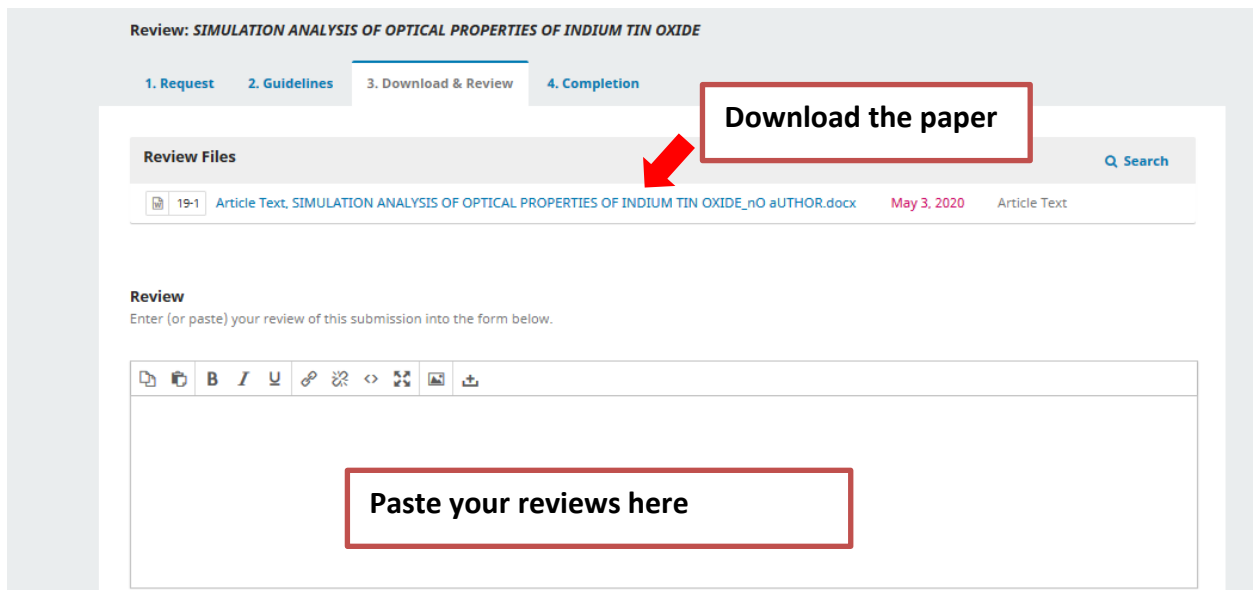 Review: SIMULATION ANALYSIS OF OPTICAL PROPERTIES OF INDIUM TIN OXIDE
1. Request 2. Guidelines 3. Download & Review 4. Completion
Download the paper
Review Files
Search
19-1 Article Text, SIMULATION ANALYSIS OF OPTICAL PROPERTIES OF INDIUM TIN OXIDE_nO aUTHOR.docx May 3, 2020 Article Text
Review
Enter (or paste) your review of this submission into the form below.
B I U
Paste your reviews here